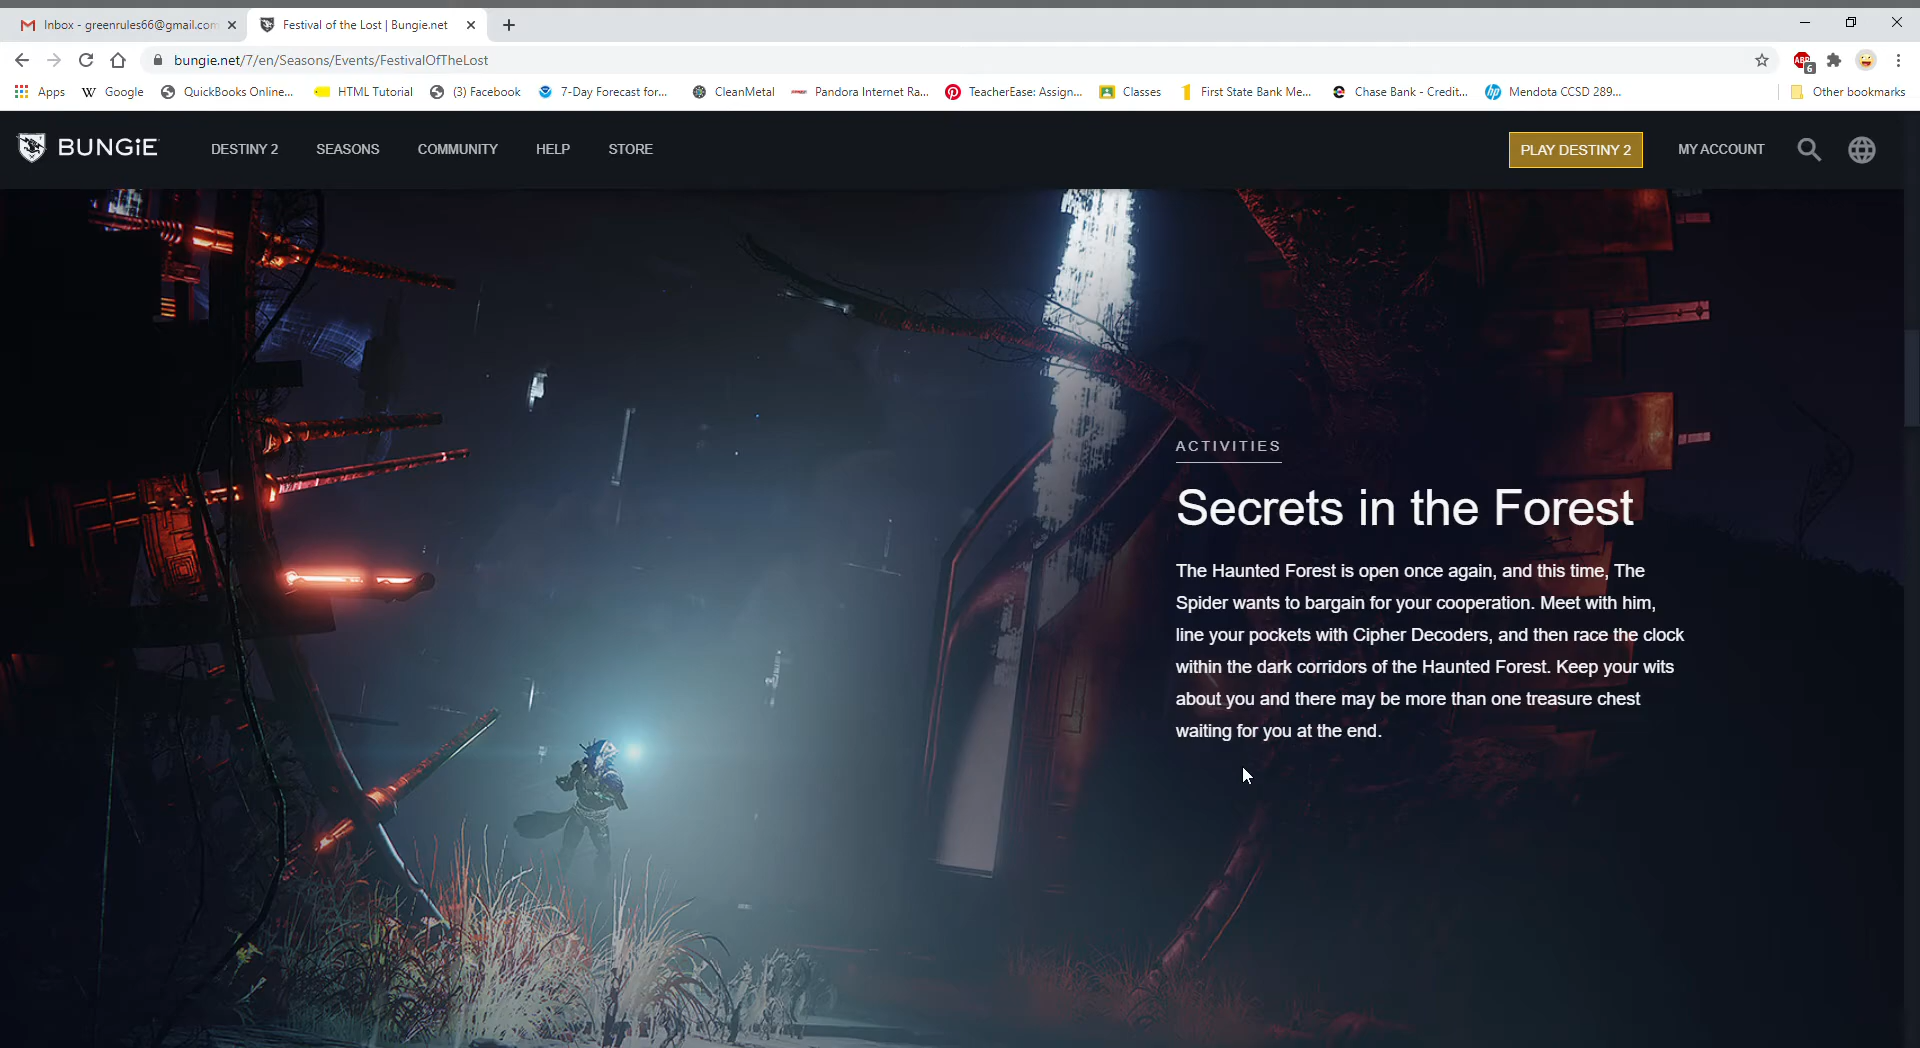 Inbox - greenrules66@gmail.com
Festival of the Lost | Bungie.net
bungie.net/7/en/Seasons/Events/FestivalOfTheLost
ABP
6
Apps
Google
QuickBooks Online...
HTML Tutorial
(3) Facebook
7-Day Forecast for...
CleanMetal
Pandora Internet Ra...
TeacherEase: Assign...
Classes
First State Bank Me...
Chase Bank - Credit...
Mendota CCSD 289...
Other bookmarks
BUNGiE
DESTINY 2
SEASONS
COMMUNITY
HELP
STORE
PLAY DESTINY 2
MY ACCOUNT
ACTIVITIES
Secrets in the Forest
The Haunted Forest is open once again, and this time, The
Spider wants to bargain for your cooperation. Meet with him,
line your pockets with Cipher Decoders, and then race the clock
within the dark corridors of the Haunted Forest. Keep your wits
about you and there may be more than one treasure chest
waiting for you at the end.